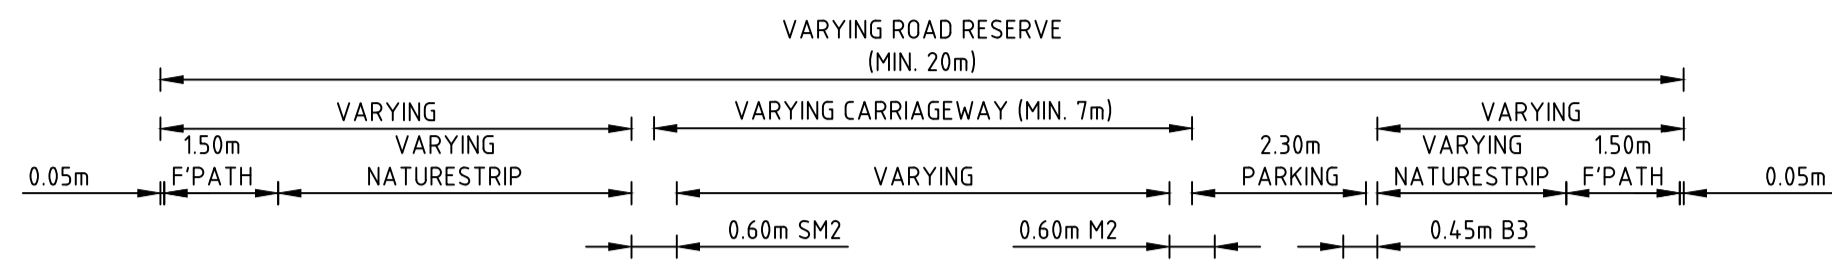 VARYING ROAD RESERVE
(MIN. 20m)
VARYING
VARYING CARRIAGEWAY (MIN. 7m)
VARYING
1.50m
VARYING
2.30m
VARYING
1.50m
0.05m
F'PATH
NATURESTRIP
VARYING
PARKING
NATURESTRIP
F'PATH
0.05m
0.60m SM2
0.60m M2
0.45m B3